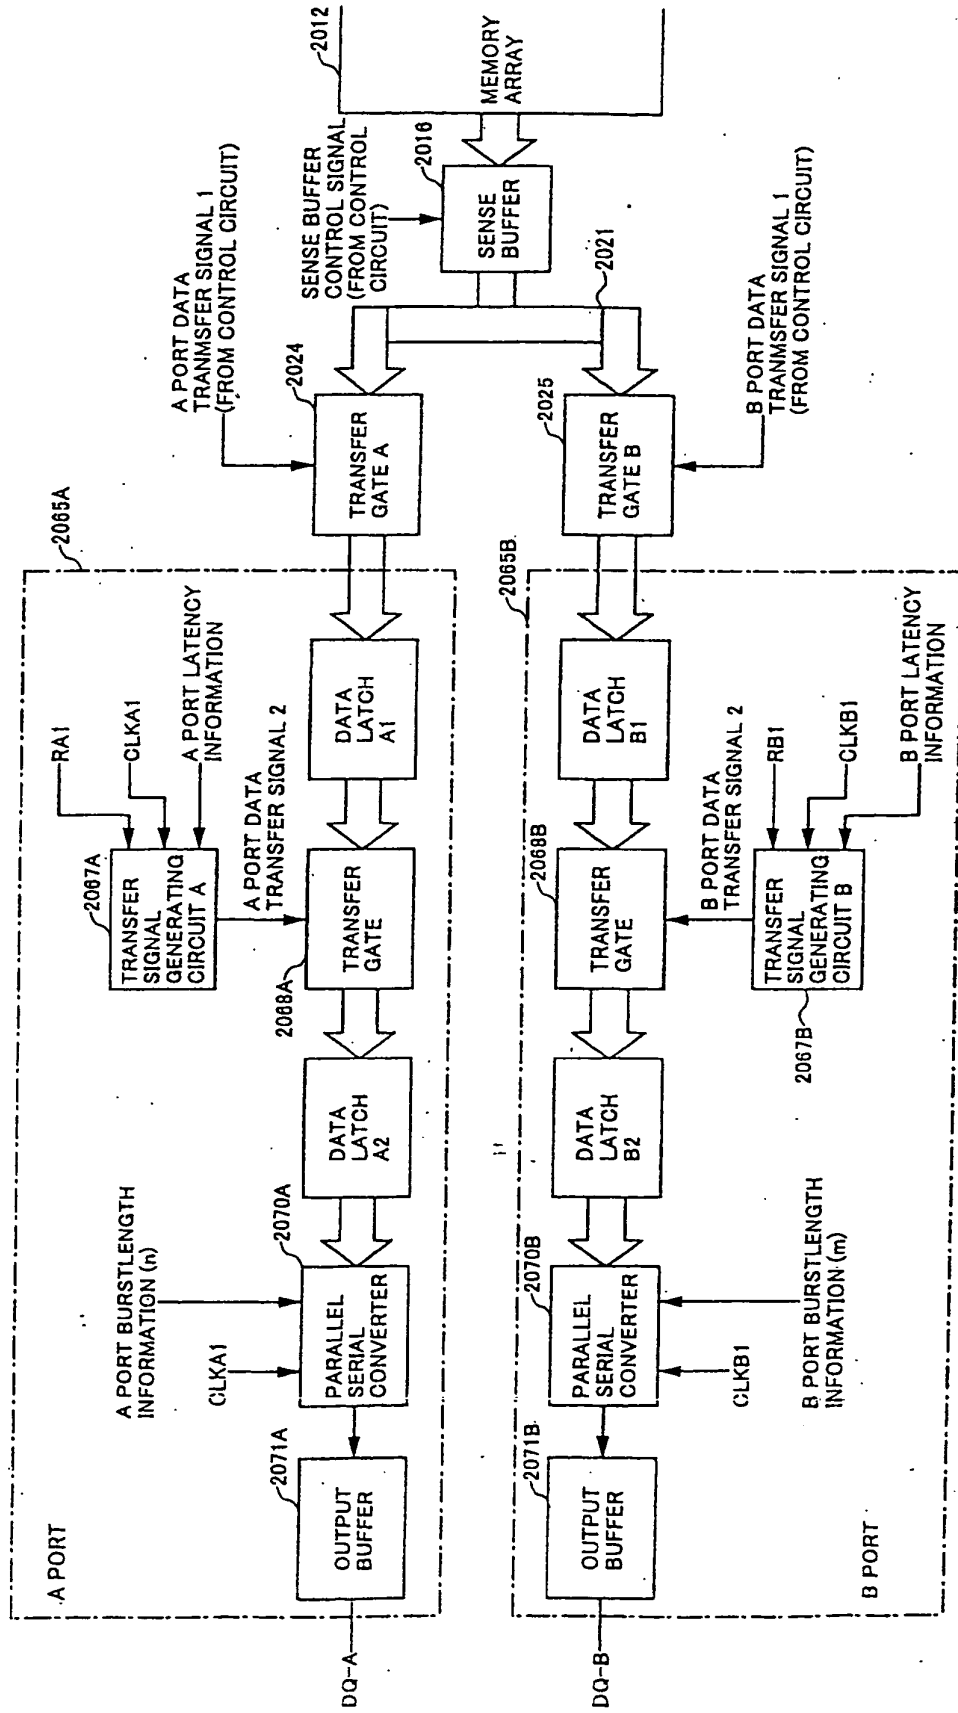 2012
MEMORY
ARRAY
SENSE BUFFER
CONTROL SIGNAL
(FROM CONTROL
CIRCUIT)
2016
SENSE
BUFFER
2021
A PORT DATA
TRANMSFER SIGNAL 1
(FROM CONTROL CIRCUIT)
2024
TRANSFER
GATE A
2025
TRANSFER
GATE B
B PORT DATA
TRANMSFER SIGNAL 1
(FROM CONTROL CIRCUIT)
2065A
RA1
CLKA1
A PORT LATENCY
INFORMATION
2067A
TRANSFER
SIGNAL
GENERATING
CIRCUIT A
A PORT DATA
TRANSFER SIGNAL 2
DATA
LATCH
A1
2068A
TRANSFER
GATE
DATA
LATCH
A2
A PORT BURSTLENGTH
INFORMATION (n)
CLKA1
2070A
PARALLEL
SERIAL
CONVERTER
2071A
OUTPUT
BUFFER
A PORT
DQ-A
2065B
DATA
LATCH
B1
B PORT DATA
TRANSFER SIGNAL 2
RB1
CLKB1
B PORT LATENCY
INFORMATION
2068B
TRANSFER
GATE
TRANSFER
SIGNAL
GENERATING
CIRCUIT B
2067B
DATA
LATCH
B2
2070B
PARALLEL
SERIAL
CONVERTER
CLKB1
B PORT BURSTLENGTH
INFORMATION (m)
2071B
OUTPUT
BUFFER
B PORT
DQ-B